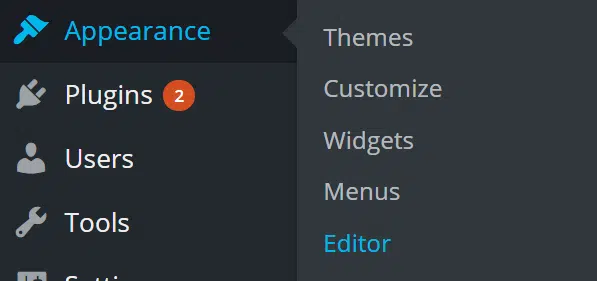 Appearance
Plugins 2
Users
Tools
Themes
Customize
Widgets
Menus
Editor